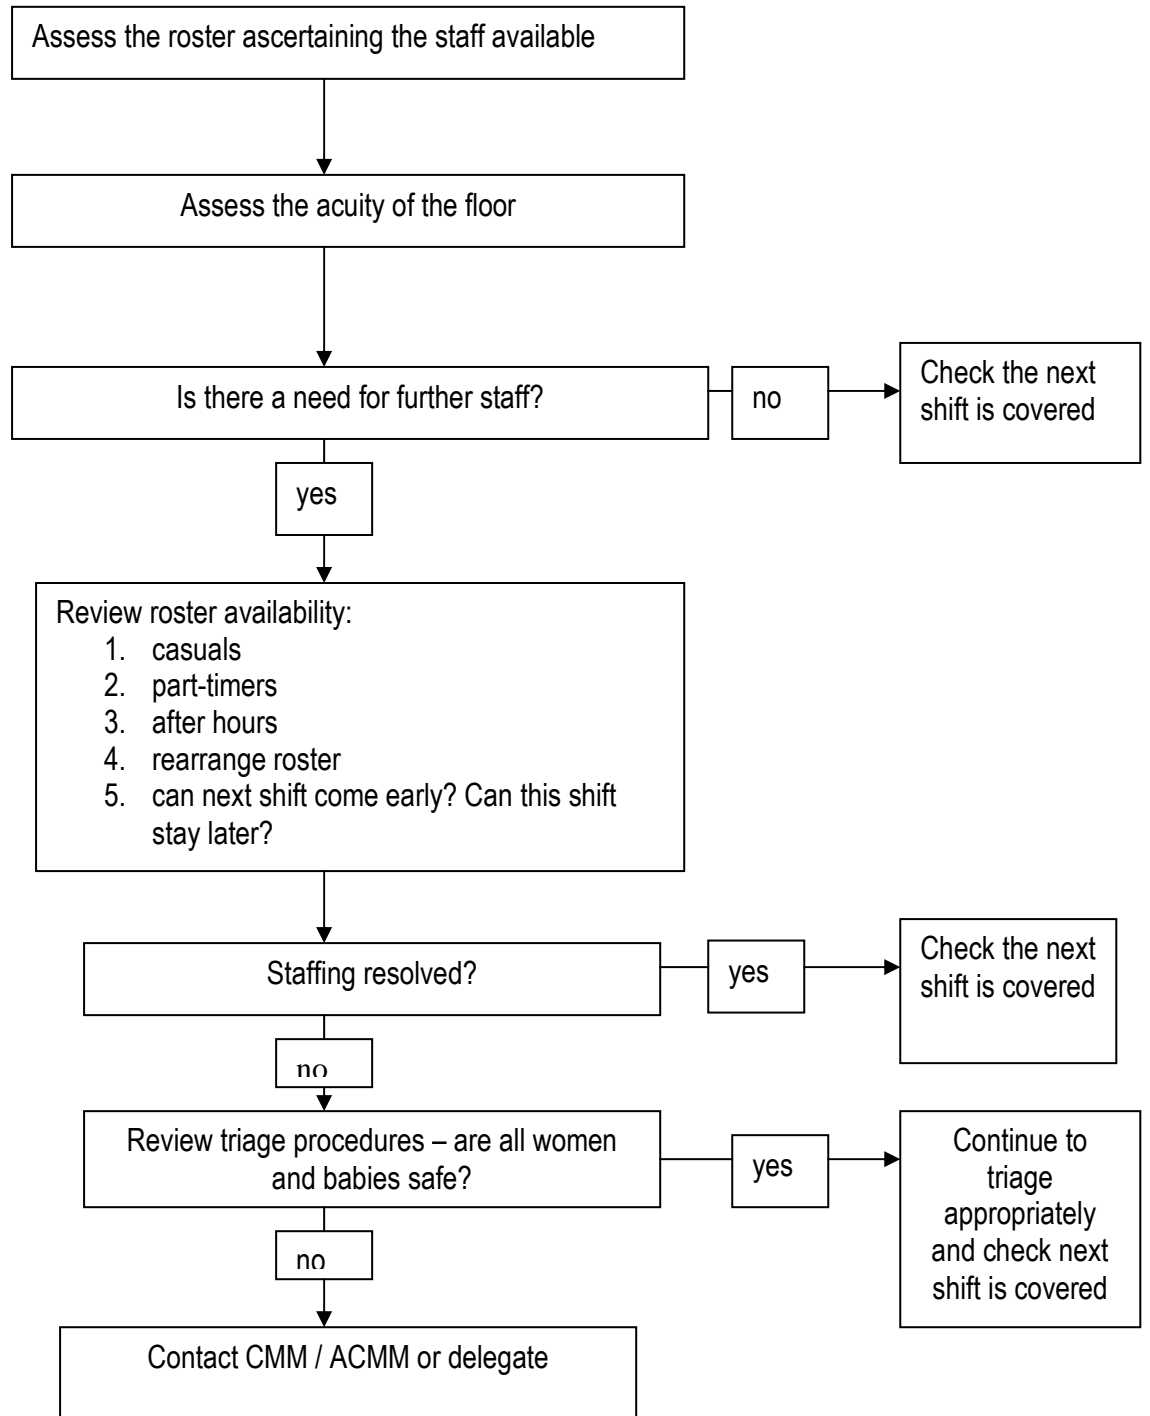 Assess the roster ascertaining the staff available
Assess the acuity of the floor
Is there a need for further staff?
no
Check the next
shift is covered
yes
Review roster availability:
1. casuals
2. part-timers
3. after hours
4. rearrange roster
5. can next shift come early? Can this shift
stay later?
Staffing resolved?
yes
Check the next
shift is covered
no
Review triage procedures – are all women
and babies safe?
yes
Continue to
triage
appropriately
and check next
shift is covered
no
Contact CMM / ACMM or delegate